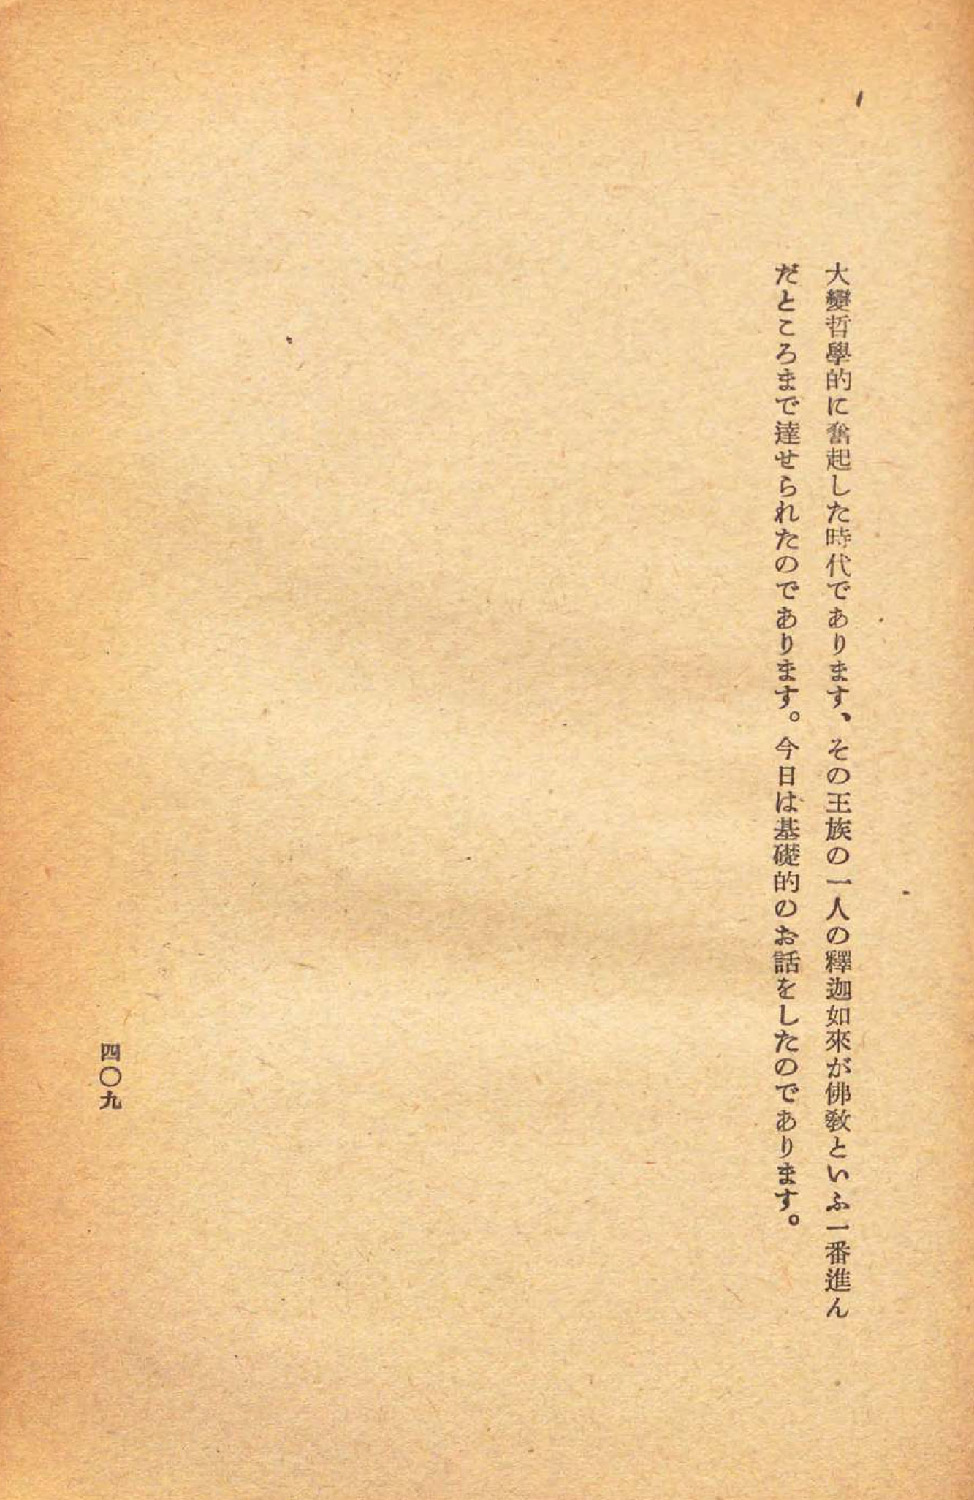 大變哲學的に奮起した時代であります、その王族の一人の釋迦如來が佛敎といふ一番進ん
だところまで達せられたのであります。今日は基礎的のお話をしたのであります。
四〇九